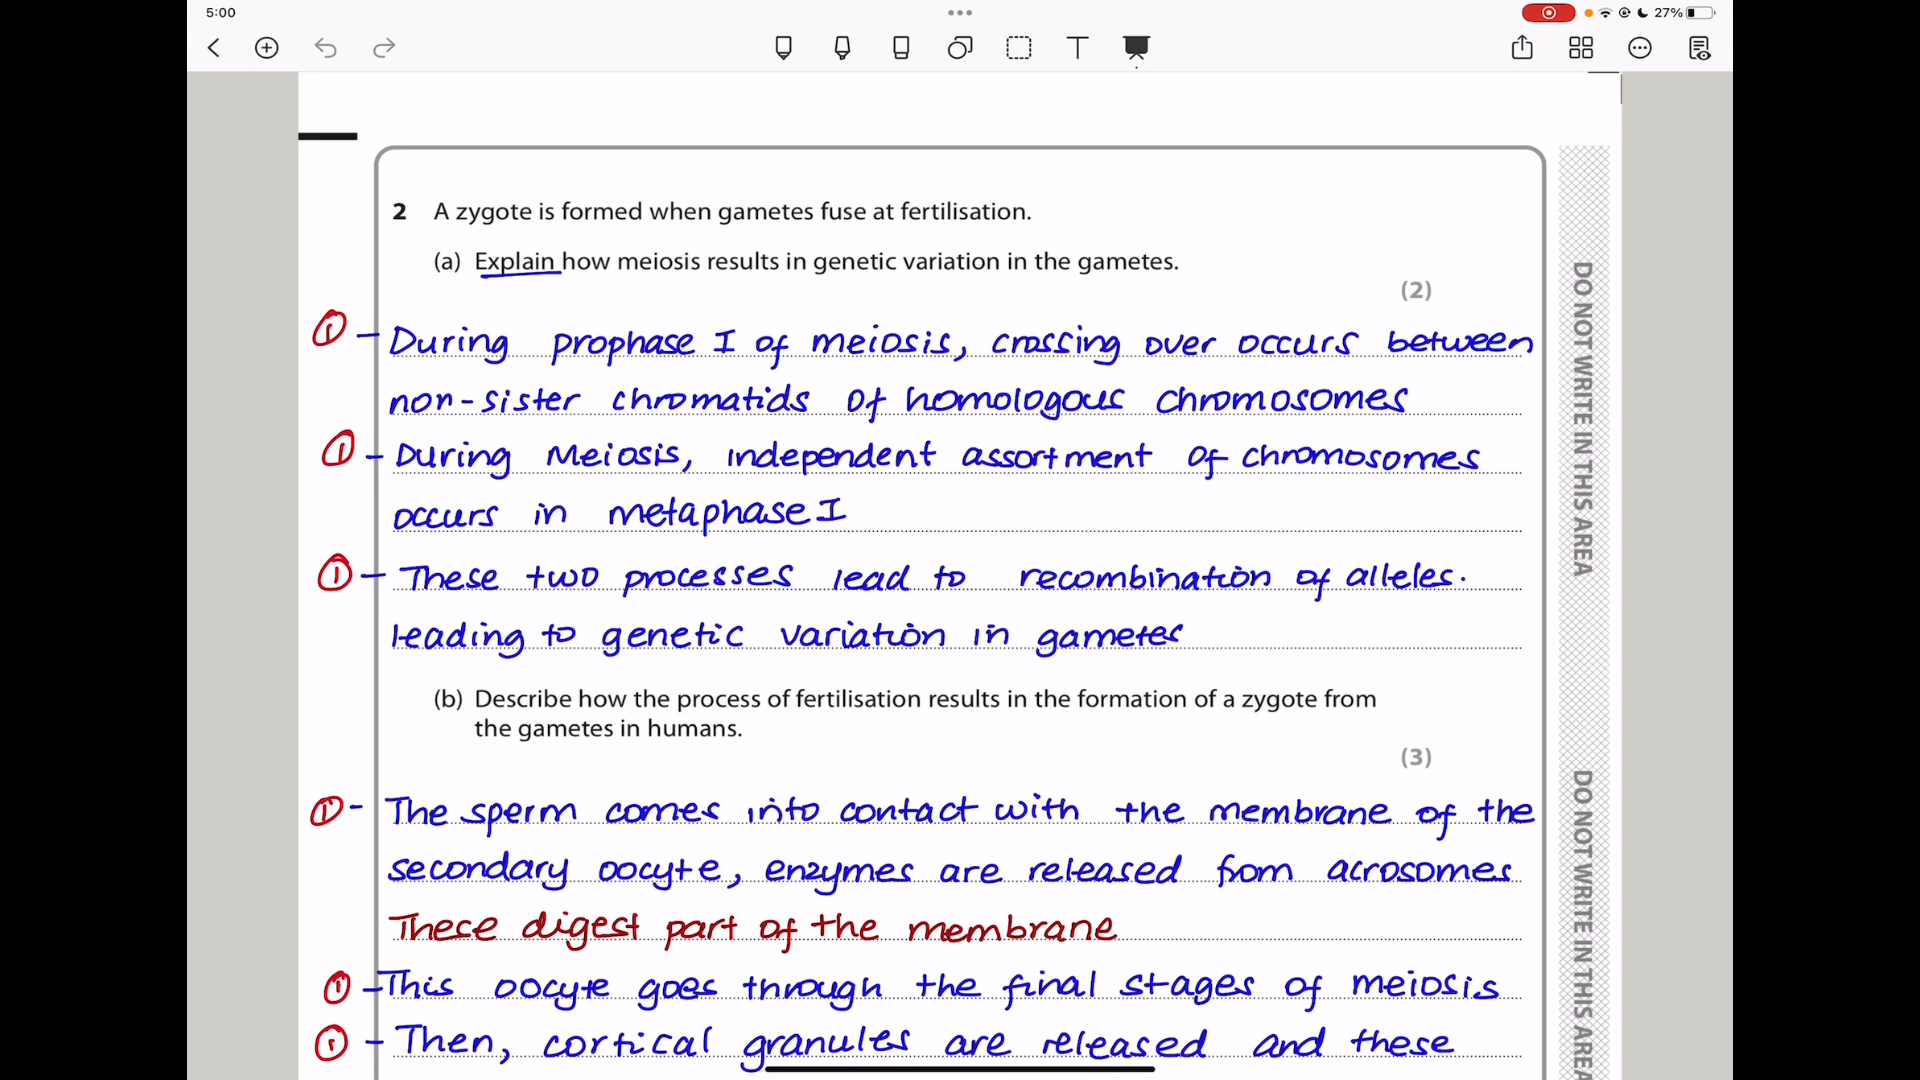 5:00
27%
2 A zygote is formed when gametes fuse at fertilisation.
(a) Explain how meiosis results in genetic variation in the gametes.
(2)
① - During prophase I of meiosis, crossing over occurs between
non-sister chromatids of homologous chromosomes
① - During Meiosis, independent assortment of chromosomes
occurs in metaphase I
① - These two processes lead to recombination of alleles.
leading to genetic variation in gametes
(b) Describe how the process of fertilisation results in the formation of a zygote from
the gametes in humans.
(3)
① - The sperm comes into contact with the membrane of the
secondary oocyte, enzymes are released from acrosomes
These digest part of the membrane
① - This oocyte goes through the final stages of meiosis
① - Then, cortical granules are released and these
DO NOT WRITE IN THIS AREA
DO NOT WRITE IN THIS AREA